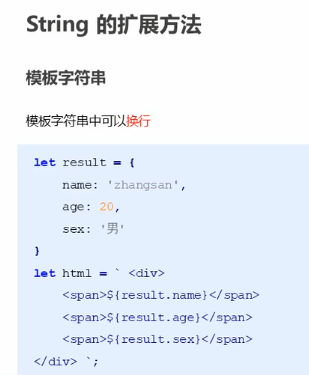 String 的扩展方法
模板字符串
模板字符串中可以换行
let result = {
    name: 'zhangsan',
    age: 20,
    sex: '男'
}
let html = ` <div>
    <span>${result.name}</span>
    <span>${result.age}</span>
    <span>${result.sex}</span>
</div> `;